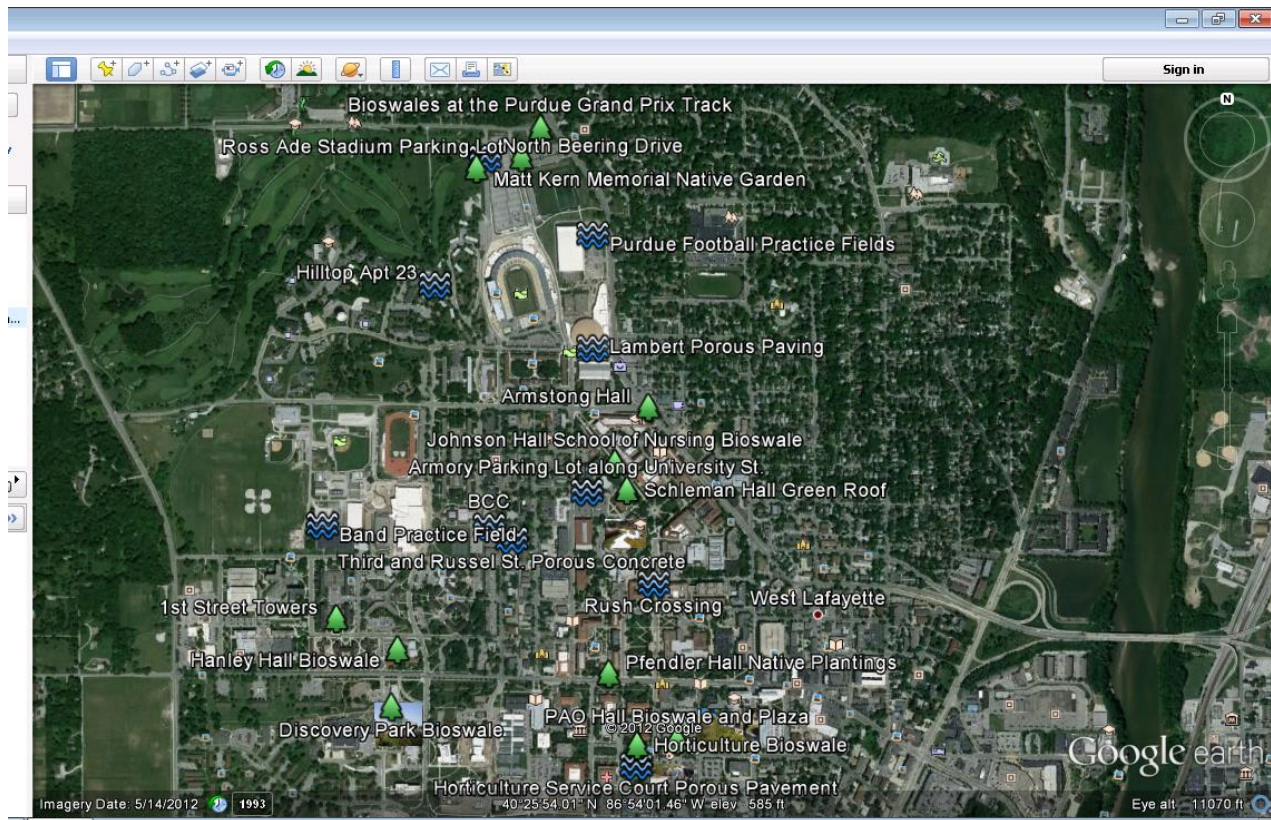 Sign in
N
Bioswales at the Purdue Grand Prix Track
Ross Ade Stadium Parking Lot
North Beering Drive
Matt Kern Memorial Native Garden
Purdue Football Practice Fields
Hilltop Apt 23
Lambert Porous Paving
Armstong Hall
Johnson Hall School of Nursing Bioswale
Armory Parking Lot along University St.
Schleman Hall Green Roof
BCC
Band Practice Field
Third and Russel St. Porous Concrete
1st Street Towers
Rush Crossing
West Lafayette
Hanley Hall Bioswale
Pfendler Hall Native Plantings
PAO Hall Bioswale and Plaza
Discovery Park Bioswale
© 2012 Google
Horticulture Bioswale
Google earth
Horticulture Service Court Porous Pavement
Imagery Date: 5/14/2012 1993 40°25'54.01" N 86°54'01.46" W elev 585 ft Eye alt 11070 ft